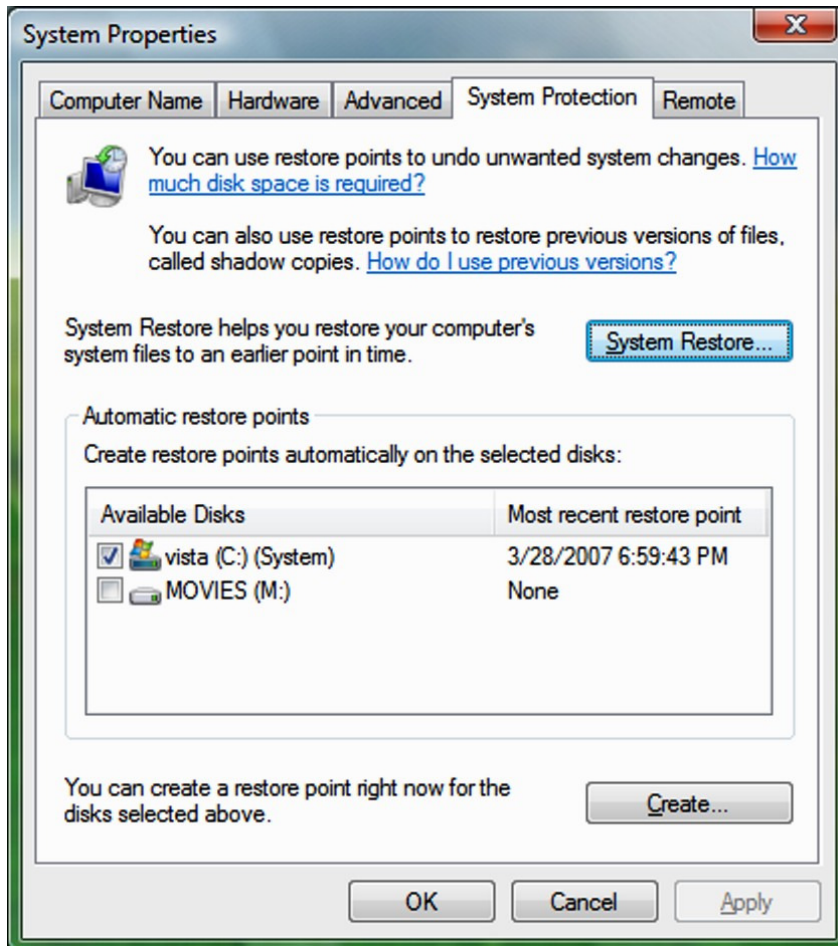 System Properties
Computer Name Hardware Advanced System Protection Remote
You can use restore points to undo unwanted system changes. How
much disk space is required?
You can also use restore points to restore previous versions of files,
called shadow copies. How do I use previous versions?
System Restore helps you restore your computer's
system files to an earlier point in time.
System Restore...
Automatic restore points
Create restore points automatically on the selected disks:
Available Disks Most recent restore point
vista (C:) (System) 3/28/2007 6:59:43 PM
MOVIES (M:) None
You can create a restore point right now for the
disks selected above.
Create...
OK Cancel Apply